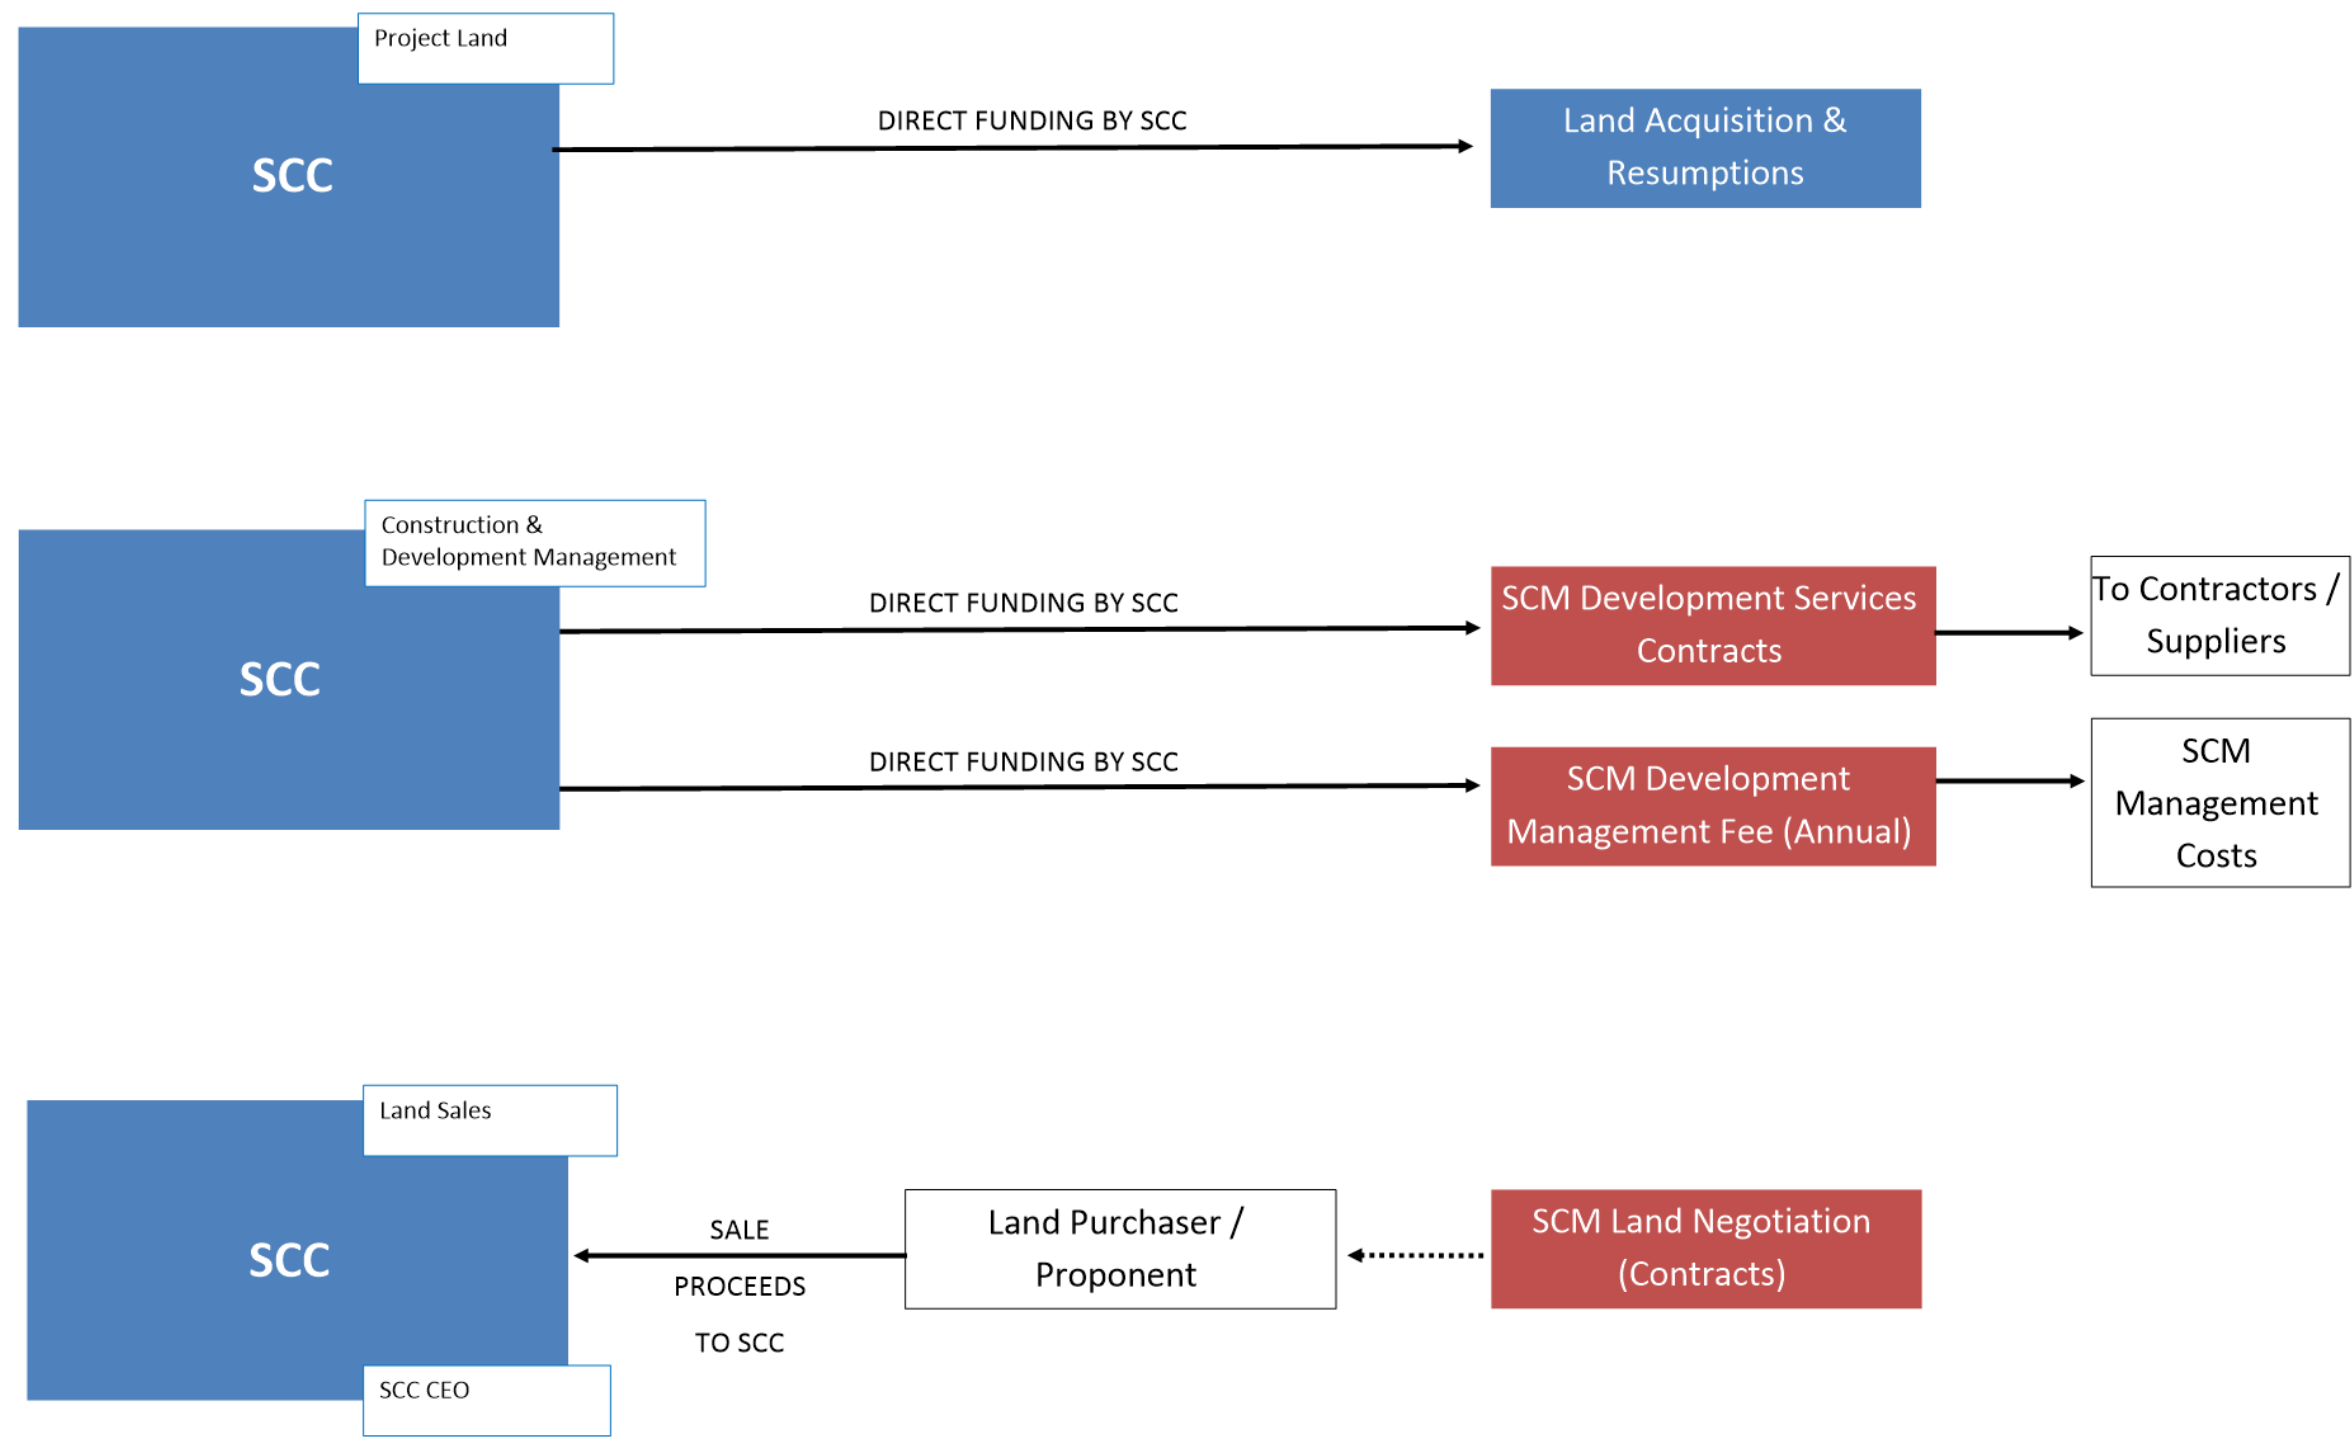 Project Land
SCC
DIRECT FUNDING BY SCC
Land Acquisition &
Resumptions
Construction &
Development Management
SCC
DIRECT FUNDING BY SCC
SCM Development Services
Contracts
To Contractors /
Suppliers
DIRECT FUNDING BY SCC
SCM Development
Management Fee (Annual)
SCM
Management
Costs
Land Sales
SCC
SALE
PROCEEDS
TO SCC
Land Purchaser /
Proponent
SCM Land Negotiation
(Contracts)
SCC CEO